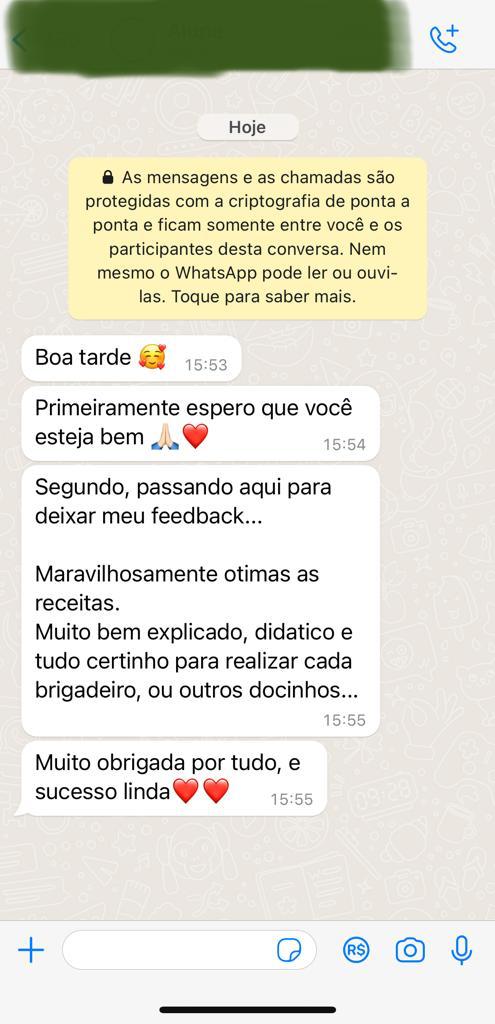 Hoje
As mensagens e as chamadas são
protegidas com a criptografia de ponta a
ponta e ficam somente entre você e os
participantes desta conversa. Nem
mesmo o WhatsApp pode ler ou ouvi-
las. Toque para saber mais.
Boa tarde 🥰 15:53
Primeiramente espero que você
esteja bem 🙏🏻❤️ 15:54
Segundo, passando aqui para
deixar meu feedback...
Maravilhosamente otimas as
receitas.
Muito bem explicado, didatico e
tudo certinho para realizar cada
brigadeiro, ou outros docinhos...
15:55
Muito obrigada por tudo, e
sucesso linda❤️❤️ 15:55
R$